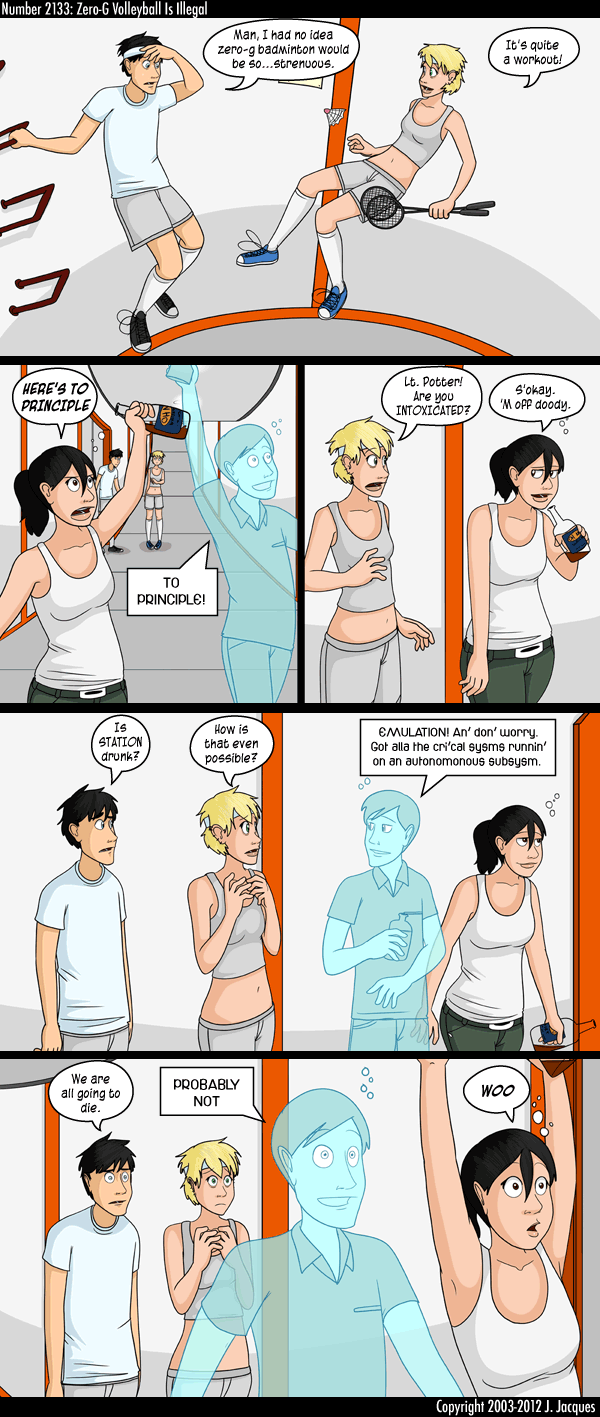 Number 2133: Zero-G Volleyball Is Illegal
Man, I had no idea
zero-g badminton would
be so...strenuous.
It's quite
a workout!
HERE'S TO
PRINCIPLE
TO
PRINCIPLE!
Lt. Potter!
Are you
INTOXICATED?
S'okay.
'M off doody.
Is
STATION
drunk?
How is
that even
possible?
EMULATION! An' don' worry.
Got alla the cri'cal sysms runnin'
on an autonomonous subsysm.
We are
all going to
die.
PROBABLY
NOT
WOO
Copyright 2003-2012 J. Jacques